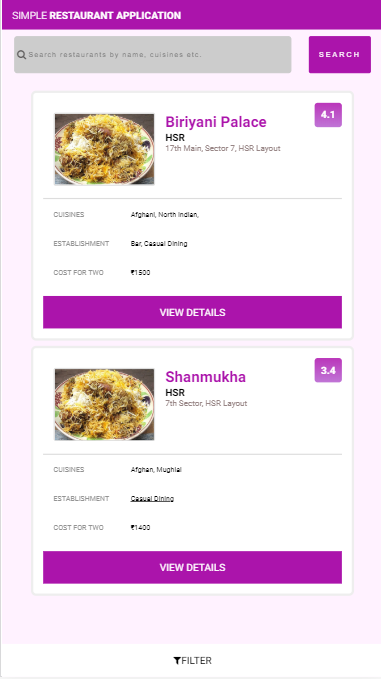 SIMPLE RESTAURANT APPLICATION
Search restaurants by name, cuisines etc.
SEARCH
4.1
Biriyani Palace
HSR
17th Main, Sector 7, HSR Layout
CUISINES Afghani, North Indian,
ESTABLISHMENT Bar, Casual Dining
COST FOR TWO ₹1500
VIEW DETAILS
3.4
Shanmukha
HSR
7th Sector, HSR Layout
CUISINES Afghan, Mughlai
ESTABLISHMENT Casual Dining
COST FOR TWO ₹1400
VIEW DETAILS
FILTER